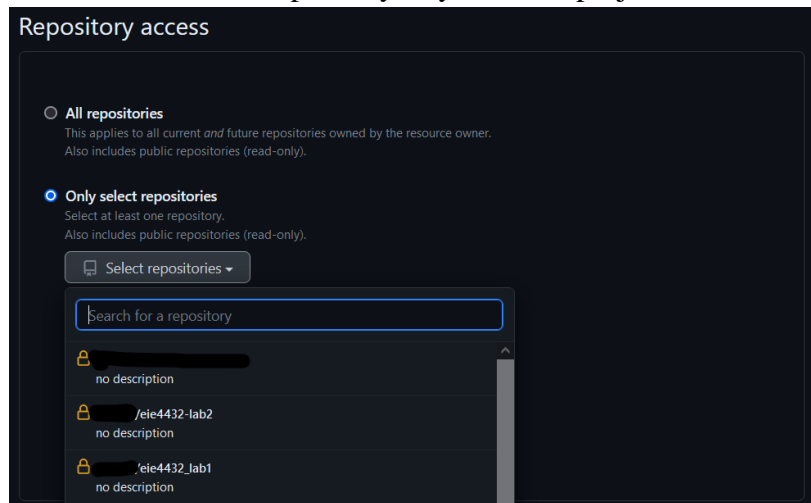 Repository access
All repositories
This applies to all current and future repositories owned by the resource owner.
Also includes public repositories (read-only).
Only select repositories
Select at least one repository.
Also includes public repositories (read-only).
Select repositories
Search for a repository
no description
/eie4432-lab2
no description
/eie4432_lab1
no description